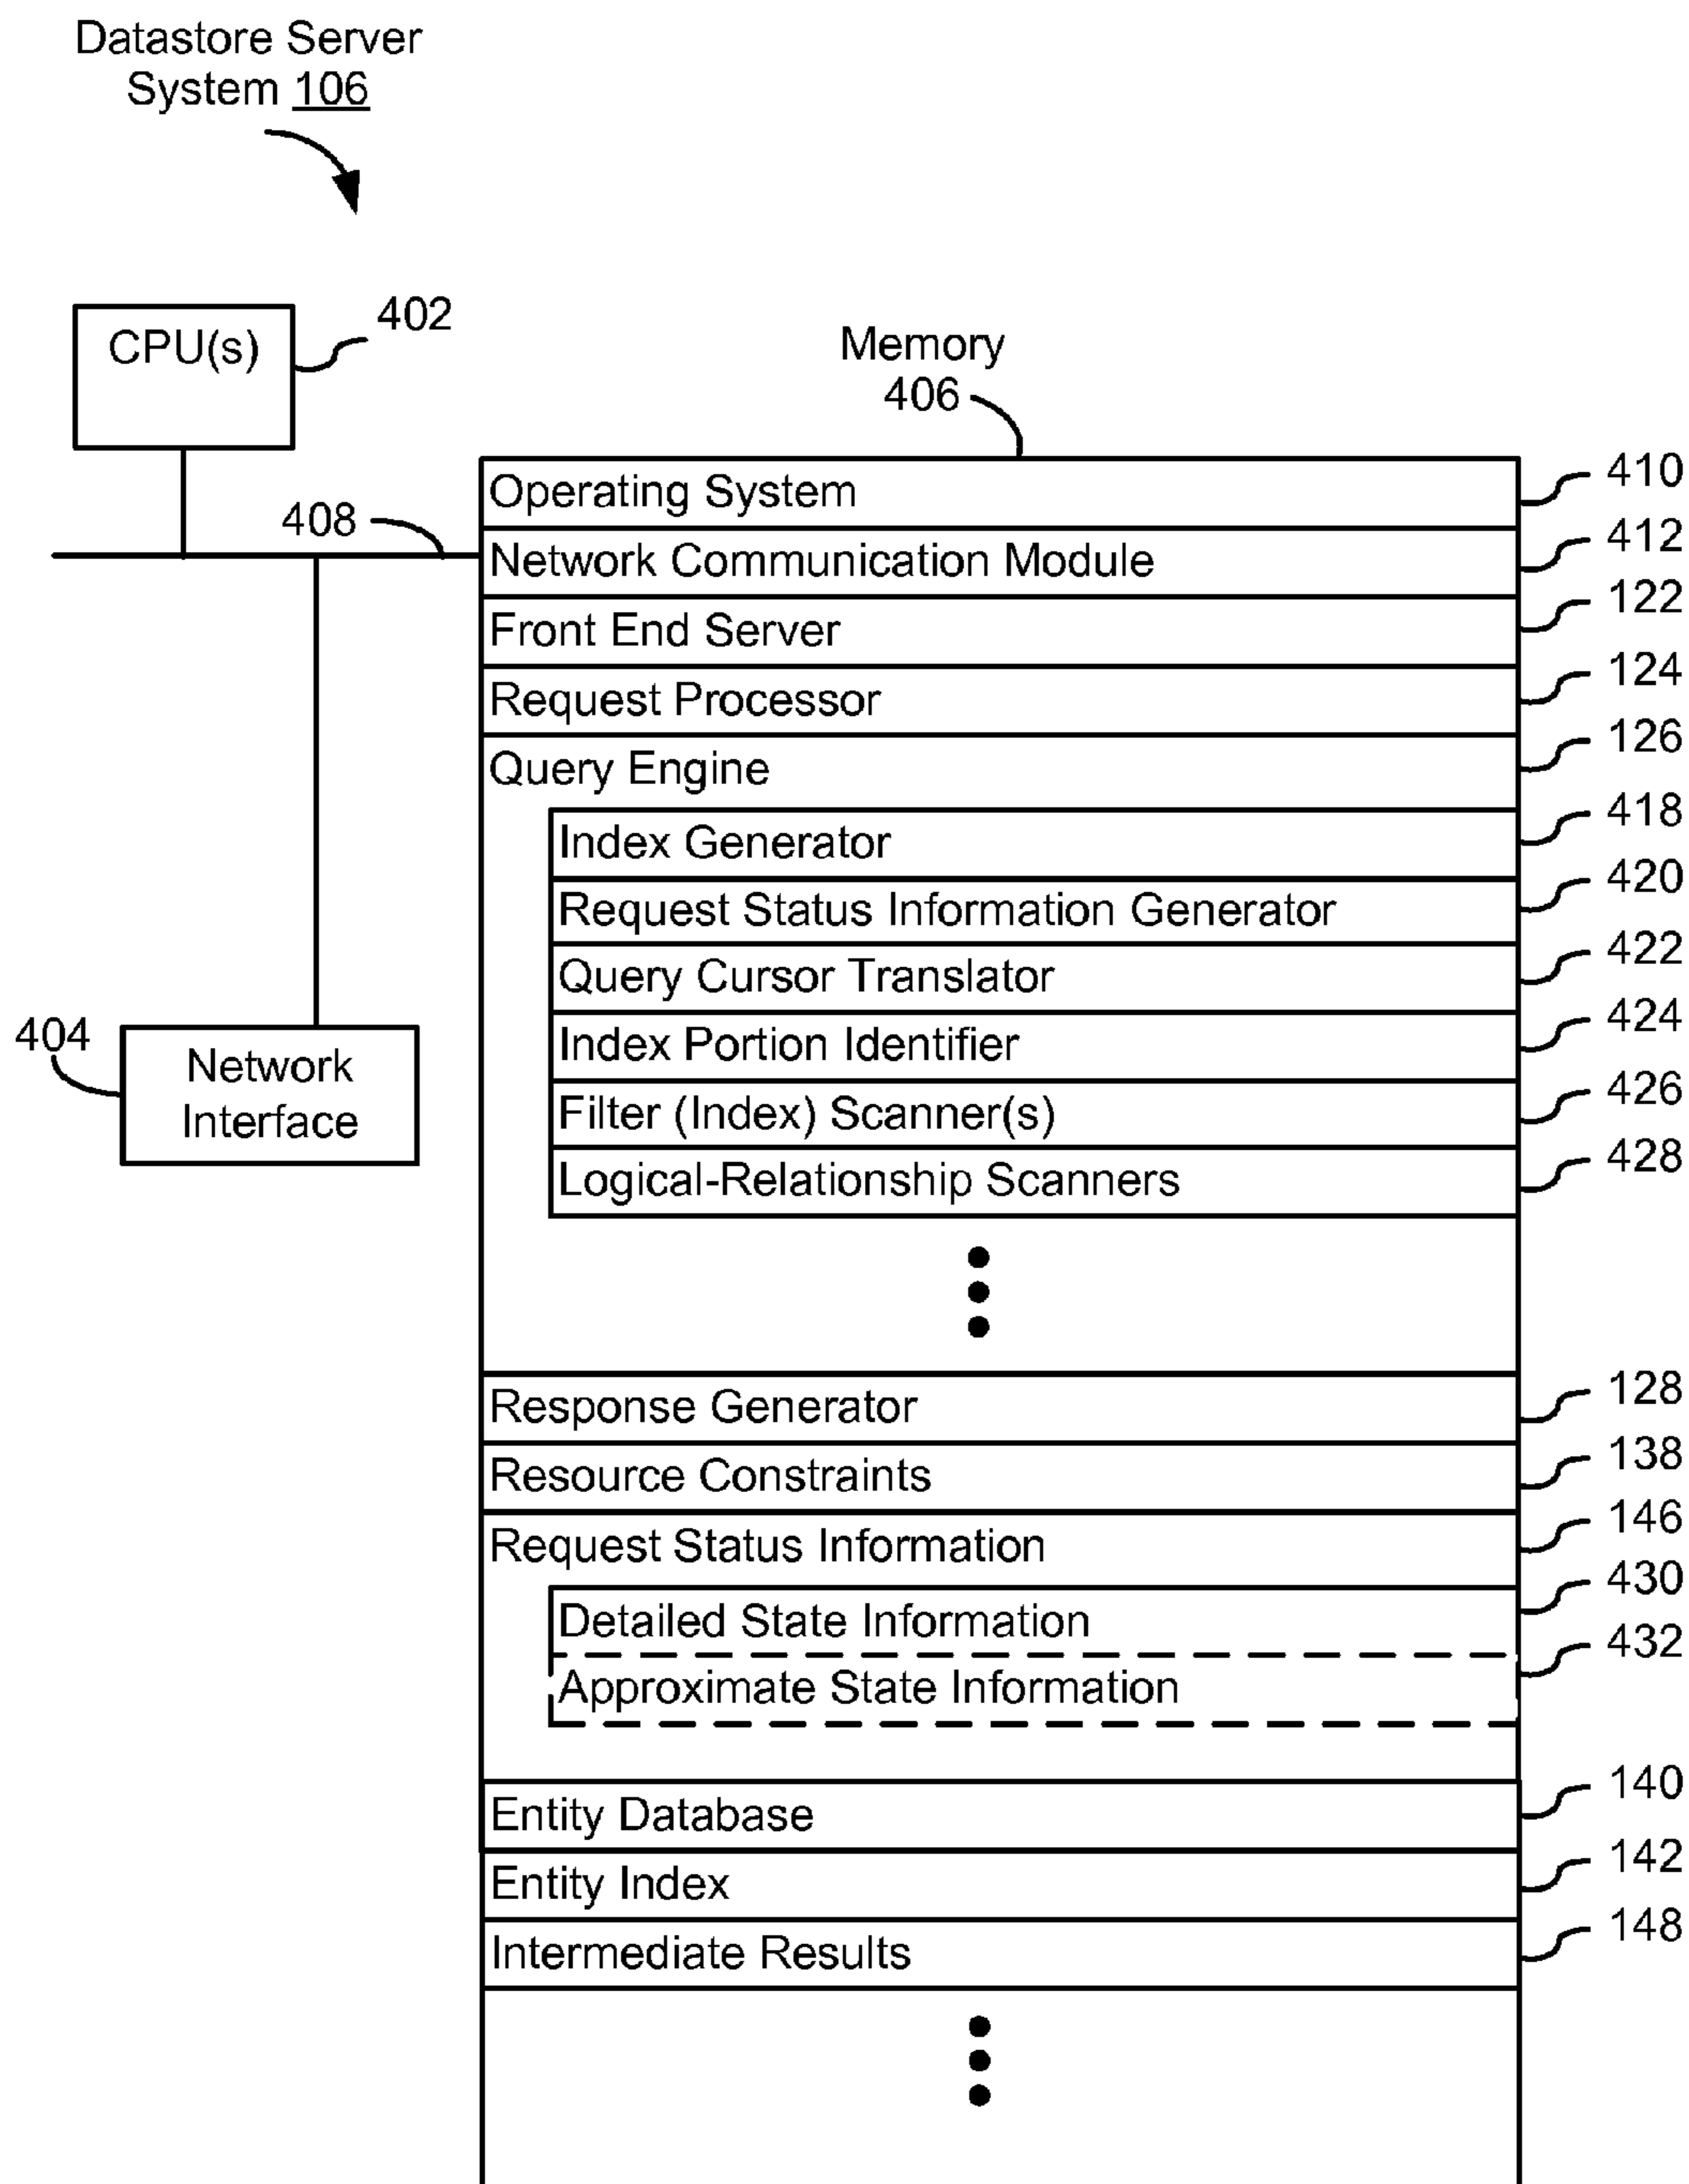 Datastore Server
System 106
CPU(s)
402
Memory
406
408
Operating System
410
Network Communication Module
412
Front End Server
122
Request Processor
124
Query Engine
126
Index Generator
418
Request Status Information Generator
420
Query Cursor Translator
422
Index Portion Identifier
424
Filter (Index) Scanner(s)
426
Logical-Relationship Scanners
428
404
Network
Interface
Response Generator
128
Resource Constraints
138
Request Status Information
146
Detailed State Information
430
Approximate State Information
432
Entity Database
140
Entity Index
142
Intermediate Results
148